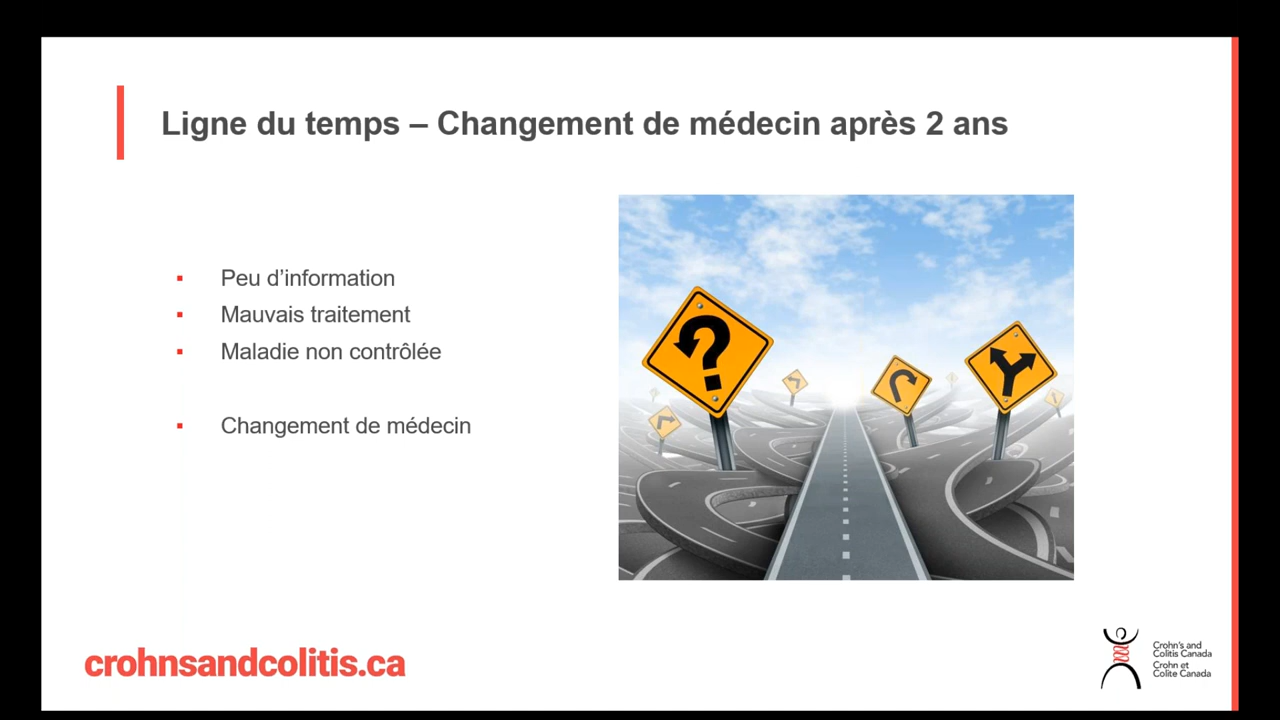 Ligne du temps – Changement de médecin après 2 ans
▪ Peu d’information
▪ Mauvais traitement
▪ Maladie non contrôlée
▪ Changement de médecin
?
crohnsandcolitis.ca
Crohn's and
Colitis Canada
Crohn et
Colite Canada